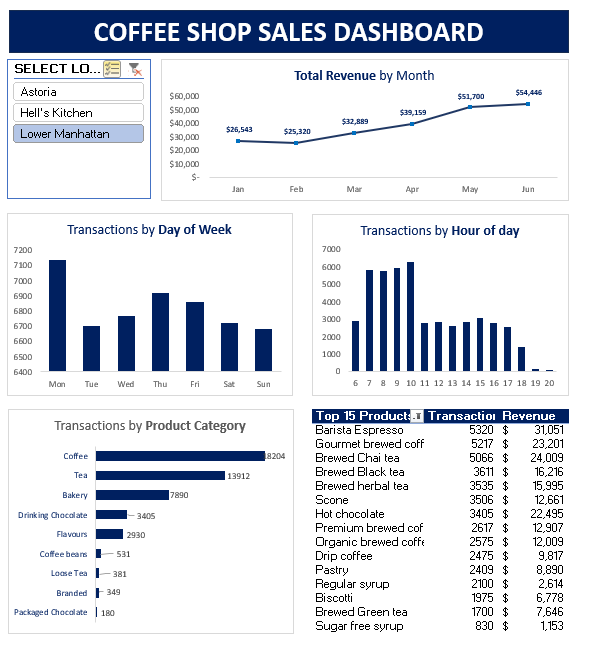 COFFEE SHOP SALES DASHBOARD
SELECT LO...
Astoria
Hell's Kitchen
Lower Manhattan
Total Revenue by Month
$60,000
$50,000
$40,000
$30,000
$20,000
$10,000
$-
$26,543
$25,320
$32,889
$39,159
$51,700
$54,446
Jan Feb Mar Apr May Jun
Transactions by Day of Week
7200
7100
7000
6900
6800
6700
6600
6500
6400
Mon Tue Wed Thu Fri Sat Sun
Transactions by Hour of day
7000
6000
5000
4000
3000
2000
1000
0
6 7 8 9 10 11 12 13 14 15 16 17 18 19 20
Transactions by Product Category
Coffee 18204
Tea 13912
Bakery 7890
Drinking Chocolate 3405
Flavours 2930
Coffee beans 531
Loose Tea 381
Branded 349
Packaged Chocolate 180
Top 15 Products Transactior Revenue
Barista Espresso 5320 $ 31,051
Gourmet brewed coff 5217 $ 23,201
Brewed Chai tea 5066 $ 24,009
Brewed Black tea 3611 $ 16,216
Brewed herbal tea 3535 $ 15,995
Scone 3506 $ 12,661
Hot chocolate 3405 $ 22,495
Premium brewed cof 2617 $ 12,907
Organic brewed coffe 2575 $ 12,009
Drip coffee 2475 $ 9,817
Pastry 2409 $ 8,890
Regular syrup 2100 $ 2,614
Biscotti 1975 $ 6,778
Brewed Green tea 1700 $ 7,646
Sugar free syrup 830 $ 1,153